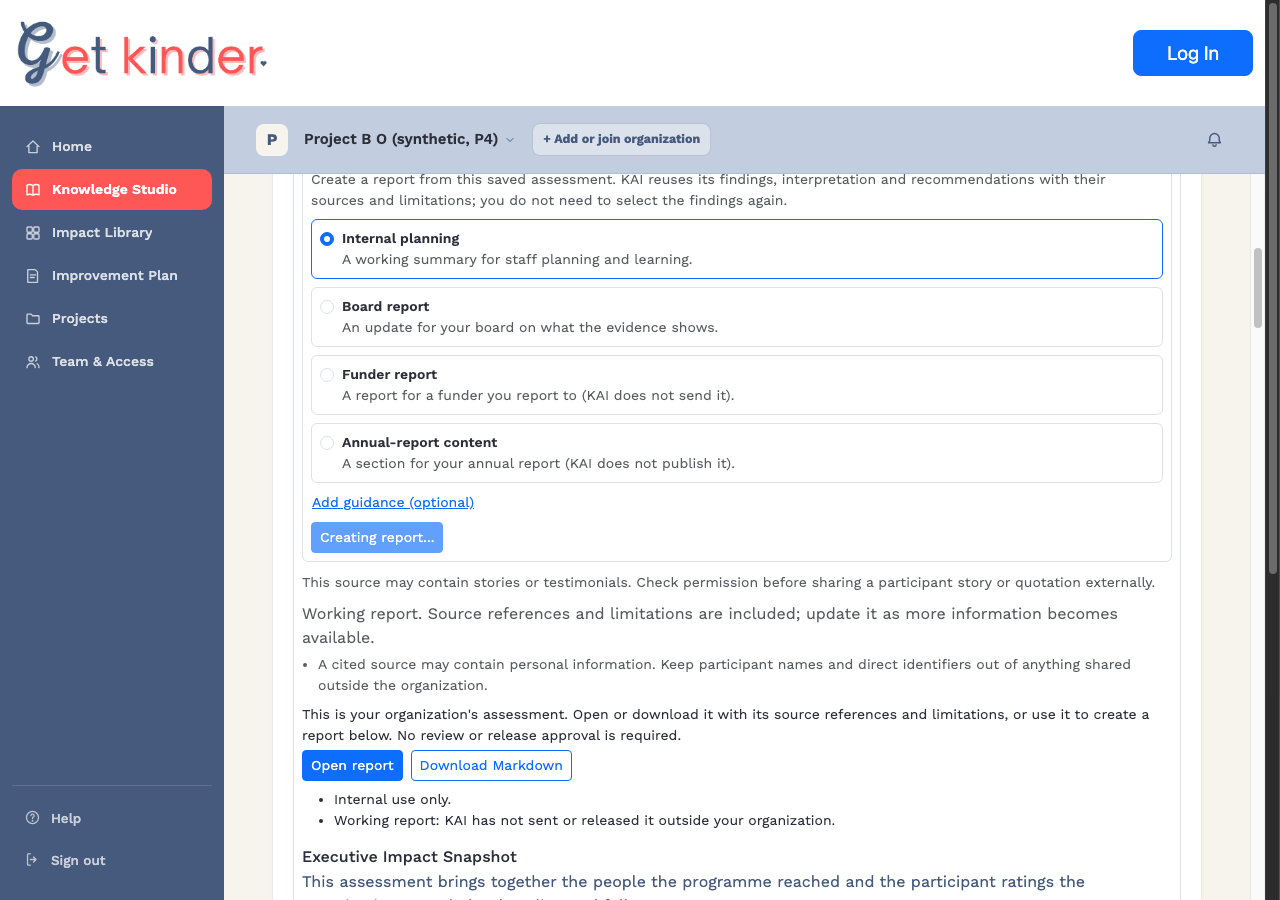 Get kinder
Log In
Home
Knowledge Studio
Impact Library
Improvement Plan
Projects
Team & Access
Help
Sign out
P
Project B O (synthetic, P4)
+ Add or join organization
Create a report from this saved assessment. KAI reuses its findings, interpretation and recommendations with their
sources and limitations; you do not need to select the findings again.
Internal planning
A working summary for staff planning and learning.
Board report
An update for your board on what the evidence shows.
Funder report
A report for a funder you report to (KAI does not send it).
Annual-report content
A section for your annual report (KAI does not publish it).
Add guidance (optional)
Creating report...
This source may contain stories or testimonials. Check permission before sharing a participant story or quotation externally.
Working report. Source references and limitations are included; update it as more information becomes
available.
• A cited source may contain personal information. Keep participant names and direct identifiers out of anything shared
outside the organization.
This is your organization's assessment. Open or download it with its source references and limitations, or use it to create a
report below. No review or release approval is required.
Open report
Download Markdown
• Internal use only.
• Working report: KAI has not sent or released it outside your organization.
Executive Impact Snapshot
This assessment brings together the people the programme reached and the participant ratings the